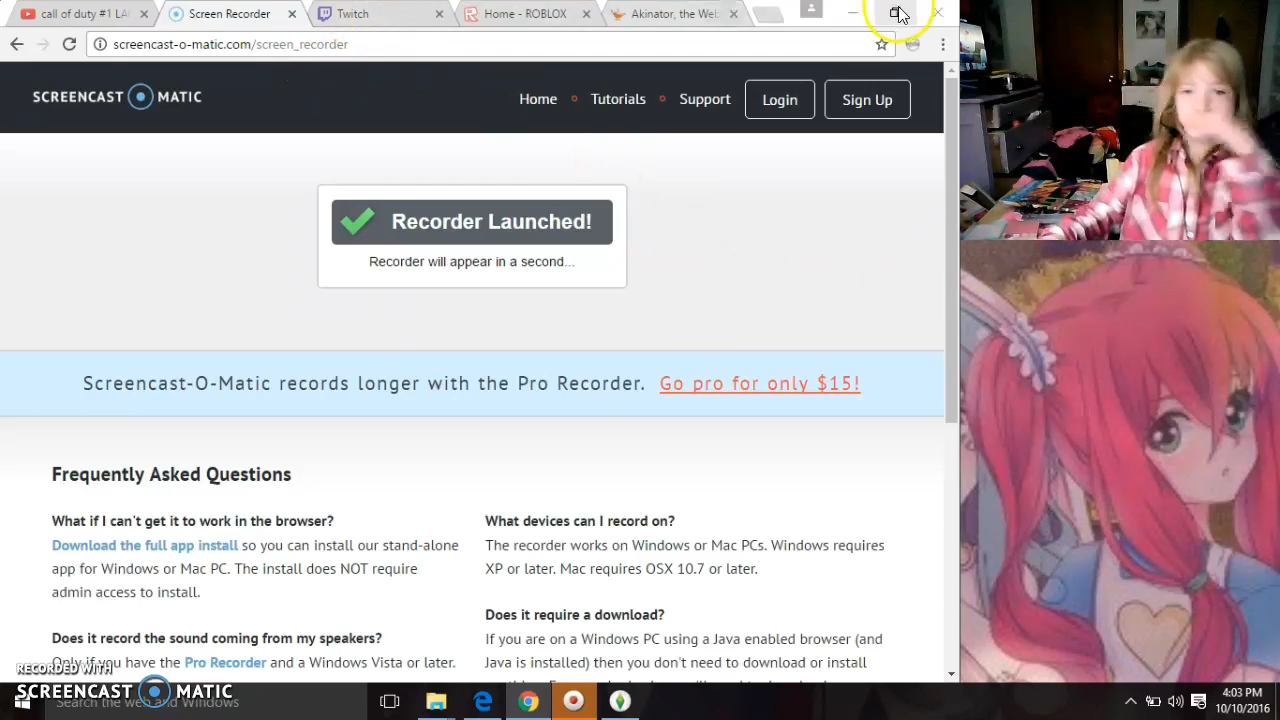 call of duty #1 LA
Screen Recorder
Twitch
Home - ROBLOX
Akinator, the Web
screencast-o-matic.com/screen_recorder
SCREENCAST MATIC
Home
Tutorials
Support
Login
Sign Up
Recorder Launched!
Recorder will appear in a second...
Screencast-O-Matic records longer with the Pro Recorder. Go pro for only $15!
Frequently Asked Questions
What if I can't get it to work in the browser?
Download the full app install so you can install our stand-alone
app for Windows or Mac PC. The install does NOT require
admin access to install.
Does it record the sound coming from my speakers?
Only if you have the Pro Recorder and a Windows Vista or later.
What devices can I record on?
The recorder works on Windows or Mac PCs. Windows requires
XP or later. Mac requires OSX 10.7 or later.
Does it require a download?
If you are on a Windows PC using a Java enabled browser (and
Java is installed) then you don't need to download or install
RECORDED WITH
SCREENCAST MATIC
Search the web and Windows
4:03 PM
10/10/2016